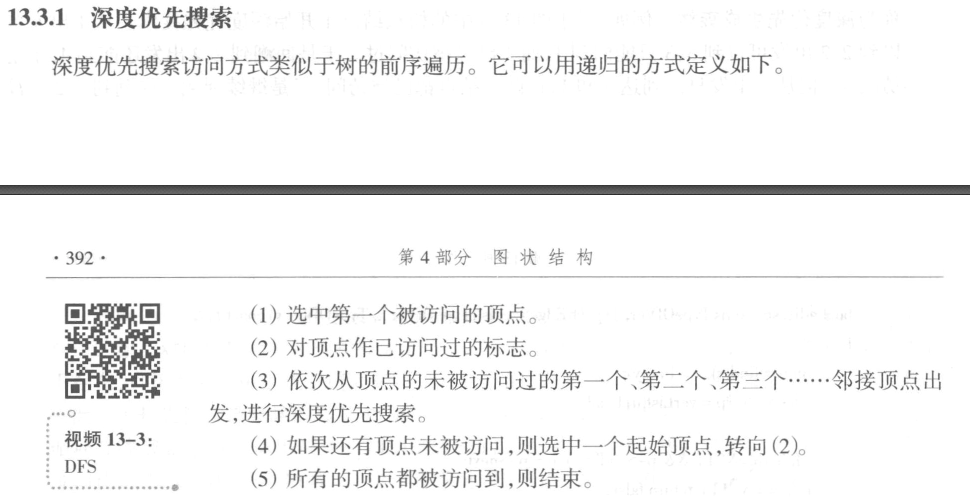 13.3.1 深度优先搜索
深度优先搜索访问方式类似于树的前序遍历。它可以用递归的方式定义如下。
·392· 第4部分 图状结构
(1) 选中第一个被访问的顶点。
(2) 对顶点作已访问过的标志。
(3) 依次从顶点的未被访问过的第一个、第二个、第三个……邻接顶点出
发,进行深度优先搜索。
(4) 如果还有顶点未被访问,则选中一个起始顶点,转向(2)。
(5) 所有的顶点都被访问到,则结束。
视频 13-3:
DFS